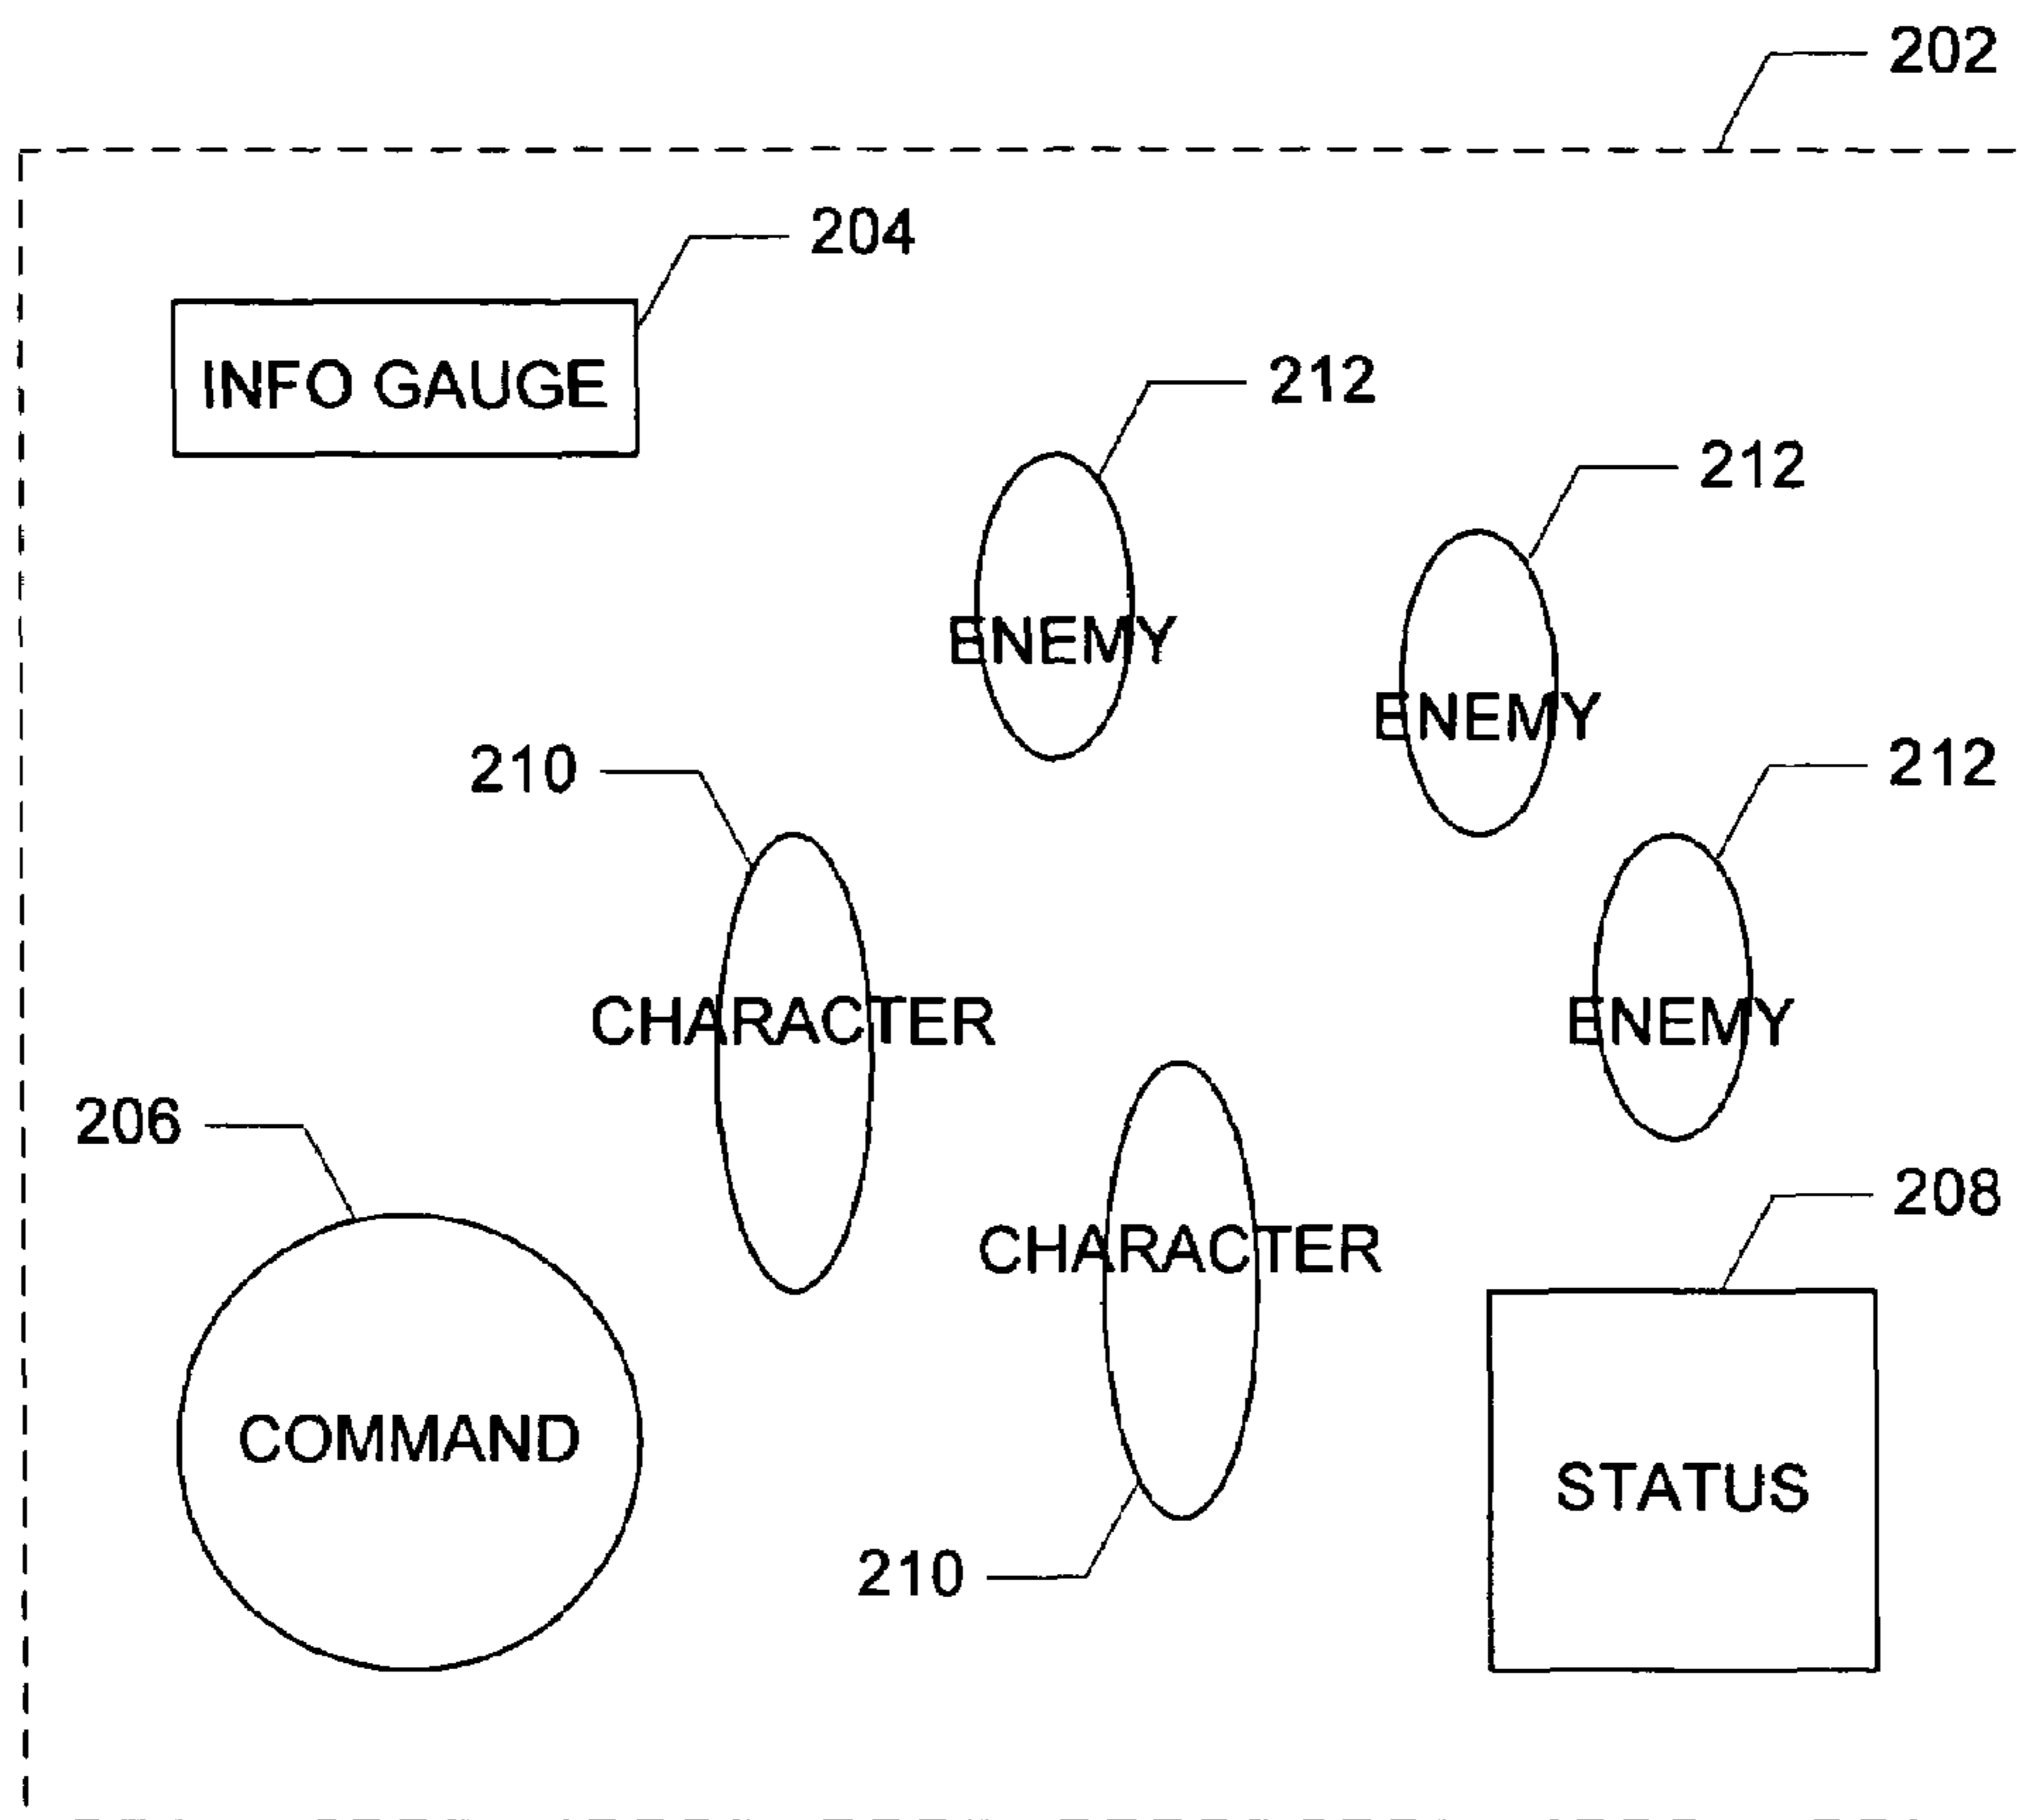 202
204
INFO GAUGE
212
212
ENEMY
ENEMY
210
212
CHARACTER
ENEMY
206
208
CHARACTER
COMMAND
STATUS
210